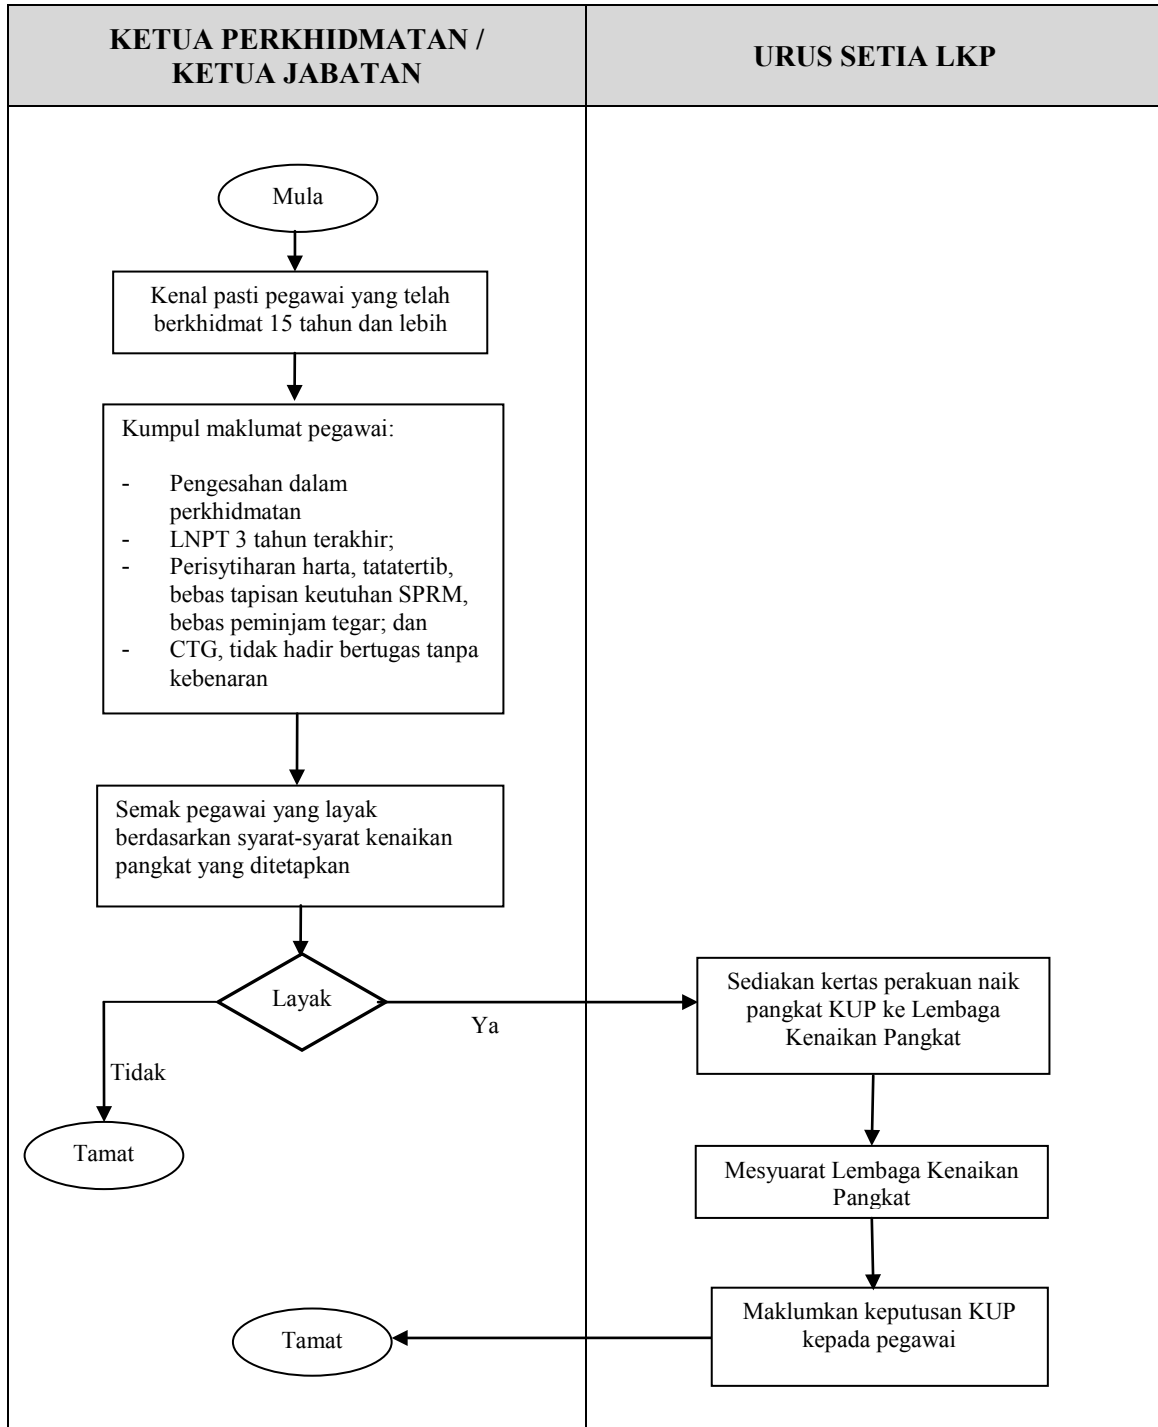 KETUA PERKHIDMATAN /
KETUA JABATAN
URUS SETIA LKP
Mula
Kenal pasti pegawai yang telah
berkhidmat 15 tahun dan lebih
Kumpul maklumat pegawai:
- Pengesahan dalam
perkhidmatan
- LNPT 3 tahun terakhir;
- Perisytiharan harta, tatatertib,
bebas tapisan keutuhan SPRM,
bebas peminjam tegar; dan
- CTG, tidak hadir bertugas tanpa
kebenaran
Semak pegawai yang layak
berdasarkan syarat-syarat kenaikan
pangkat yang ditetapkan
Layak
Ya
Tidak
Tamat
Sediakan kertas perakuan naik
pangkat KUP ke Lembaga
Kenaikan Pangkat
Mesyuarat Lembaga Kenaikan
Pangkat
Maklumkan keputusan KUP
kepada pegawai
Tamat